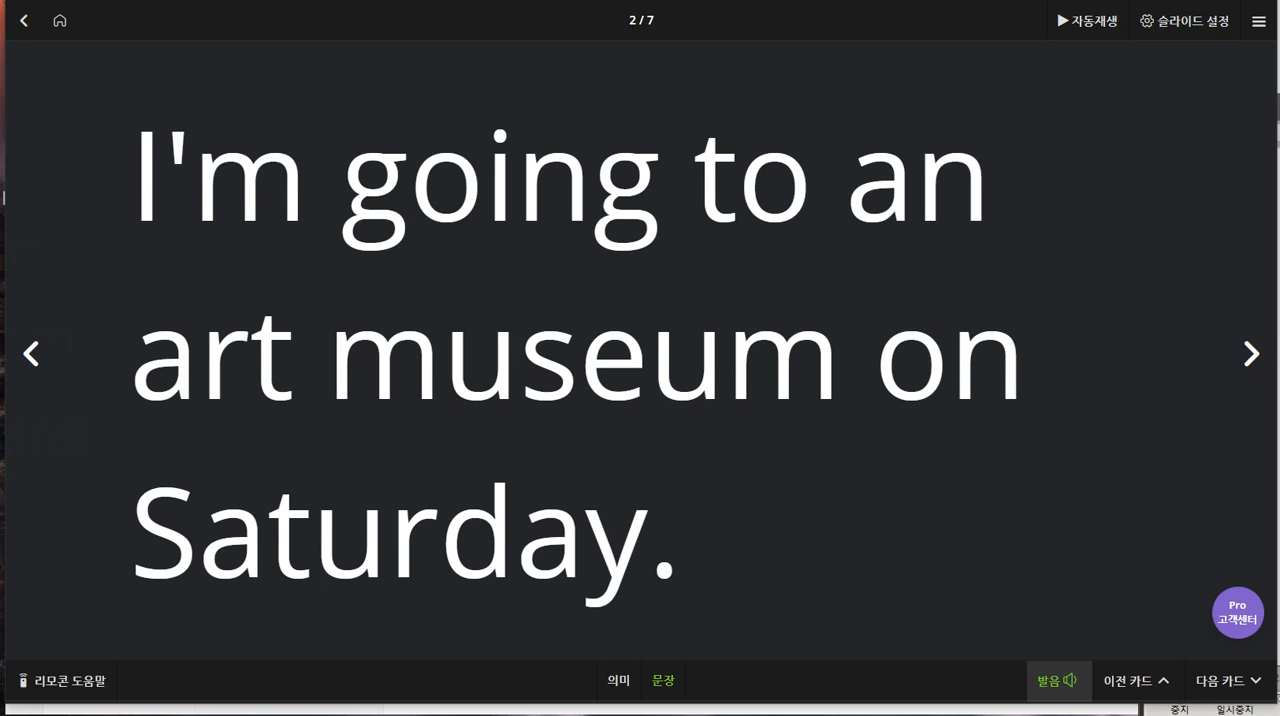 2 / 7
자동재생
슬라이드 설정
I'm going to an
art museum on
Saturday.
Pro
고객센터
리모콘 도움말
의미
문장
발음
이전 카드
다음 카드
중지
일시중지